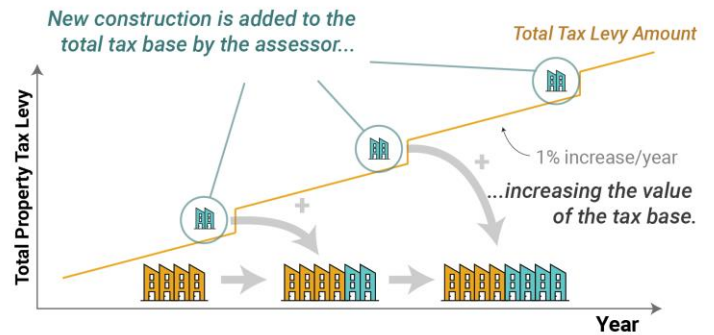 New construction is added to the
total tax base by the assessor...
Total Tax Levy Amount
Total Property Tax Levy
1% increase/year
+
+
...increasing the value
of the tax base.
Year